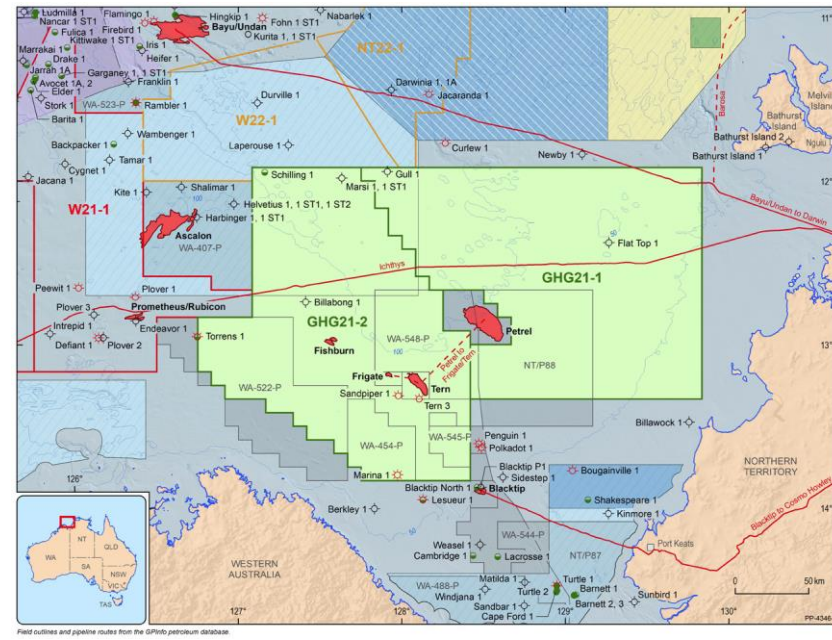 Ludmilla 1
Nancar 1 ST1
Flamingo 1
Firebird 1
Hingkip 1
Fohn 1 ST1
Nabarlek 1
11°
Fulica 1
Kittiwake 1 ST1
Bayu/Undan
Kurita 1, 1 ST1
NT22-1
Iris 1
Marrakai 1
Drake 1
Heifer 1
Jarrah 1A
Garganey 1, 1 ST1
Avocet 1A, 2
Franklin 1
Darwinia 1, 1A
Jacaranda 1
Elder 1
Stork 1
WA-523-P
Rambler 1
Durville 1
Barossa
Melvi
Island
Barita 1
W22-1
Bathurst
Island
Wambenger 1
Bathurst Island 2
Ngulu
Backpacker 1
Laperouse 1
Curlew 1
Newby 1
Bathurst Island 1
Tamar 1
Cygnet 1
Schilling 1
Gull 1
Jacana 1
Marsi 1, 1 ST1
12°
Kite 1
Shalimar 1
100
Helvetius 1, 1 ST1, 1 ST2
W21-1
Harbinger 1, 1 ST1
Bayu/Undan to Darwin
Ascalon
50
Flat Top 1
WA-407-P
Ichthys
GHG21-1
Peewit 1
Plover 1
Billabong 1
Prometheus/Rubicon
Plover 3
GHG21-2
Petrel
Intrepid 1
Endeavor 1
Torrens 1
WA-548-P
Defiant 1
Plover 2
Fishburn
100
13°
Petrel to
Frigate/Tern
NT/P88
Frigate
Tern
WA-522-P
Sandpiper 1
Tern 3
WA-454-P
WA-545-P
Penguin 1
Polkadot 1
Billawock 1
126°
Marina 1
Blacktip P1
Sidestep 1
Bougainville 1
NORTHERN
TERRITORY
Blacktip North 1
Blacktip
Berkley 1
Lesueur 1
Shakespeare 1
Blacktip to Cosmo Howley
14°
Kinmore 1
50
WA-544-P
Port Keats
Weasel 1
Cambridge 1
Lacrosse 1
NT/P87
WESTERN
AUSTRALIA
WA-488-P
Matilda 1
Turtle 1
Turtle 2
Barnett 1
Windjana 1
Sandbar 1
Cape Ford 1
Barnett 2, 3
Sunbird 1
0
50 km
WA
NT
QLD
SA
NSW
VIC
TAS
127°
128°
129°
130°
PP-4346
Field outlines and pipeline routes from the GPinfo petroleum database.